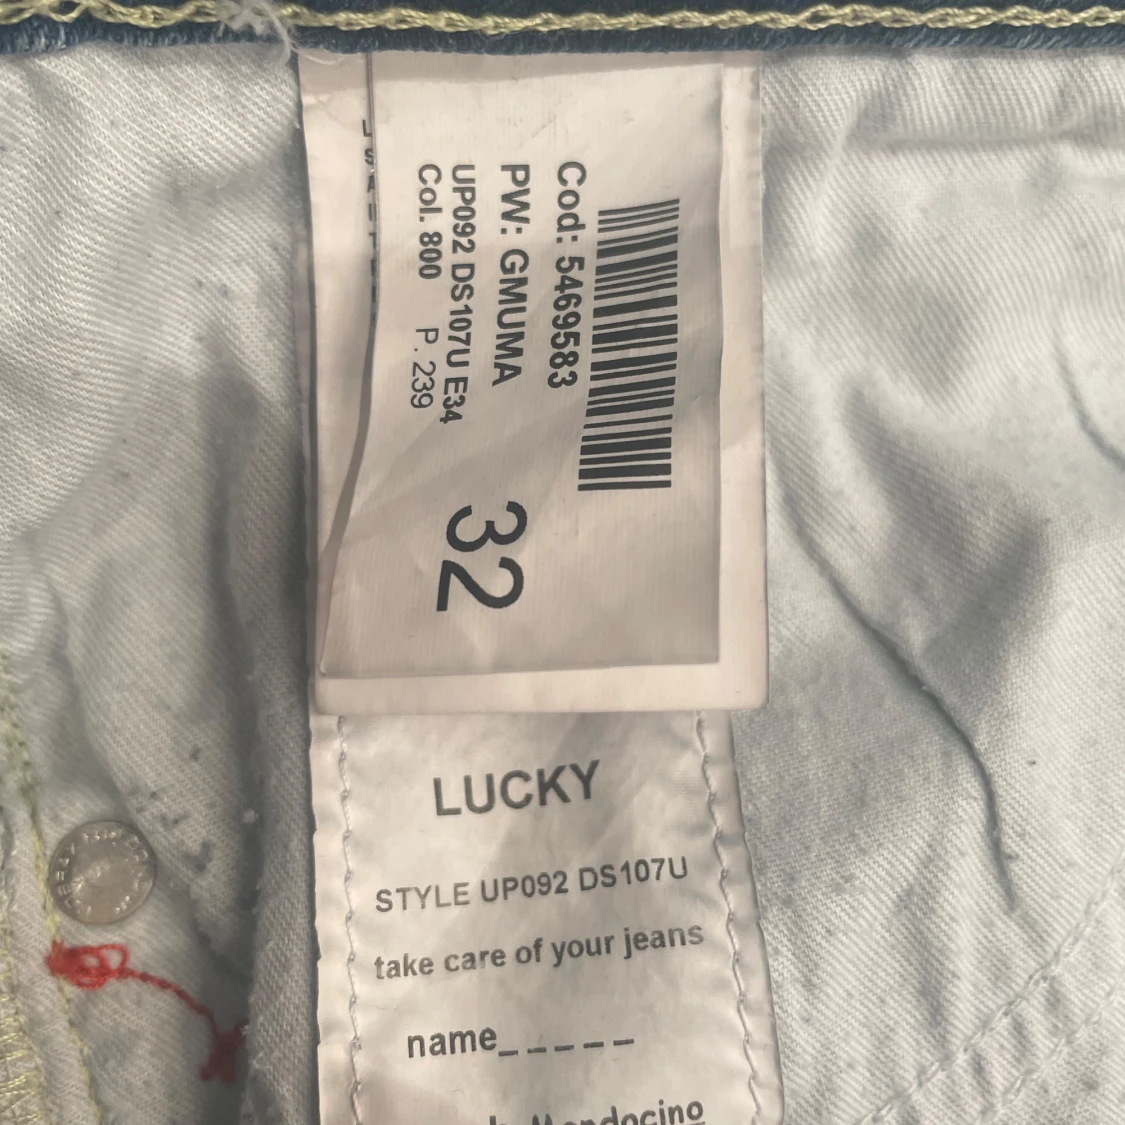 Cod: 5469583
PW: GMUMA
UP092 DS107U E34
Col. 800 P. 239
32
LUCKY
STYLE UP092 DS107U
take care of your jeans
name_ _ _ _ _
Mendocino